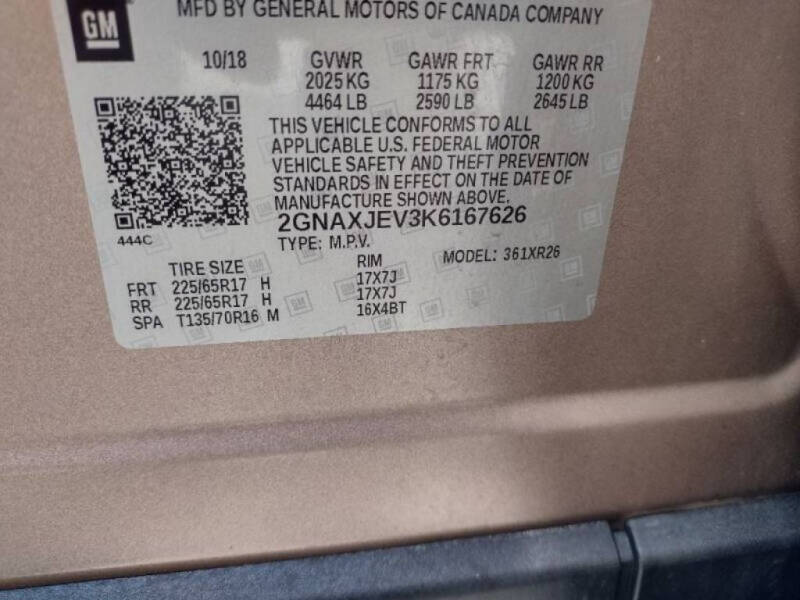 MFD BY GENERAL MOTORS OF CANADA COMPANY
GM
10/18 GVWR GAWR FRT GAWR RR
2025 KG 1175 KG 1200 KG
4464 LB 2590 LB 2645 LB
THIS VEHICLE CONFORMS TO ALL
APPLICABLE U.S. FEDERAL MOTOR
VEHICLE SAFETY AND THEFT PREVENTION
STANDARDS IN EFFECT ON THE DATE OF
MANUFACTURE SHOWN ABOVE.
2GNAXJEV3K6167626
444C
TYPE: M.P.V. MODEL: 361XR26
TIRE SIZE RIM
FRT 225/65R17 H 17X7J
RR 225/65R17 H 17X7J
SPA T135/70R16 M 16X4BT